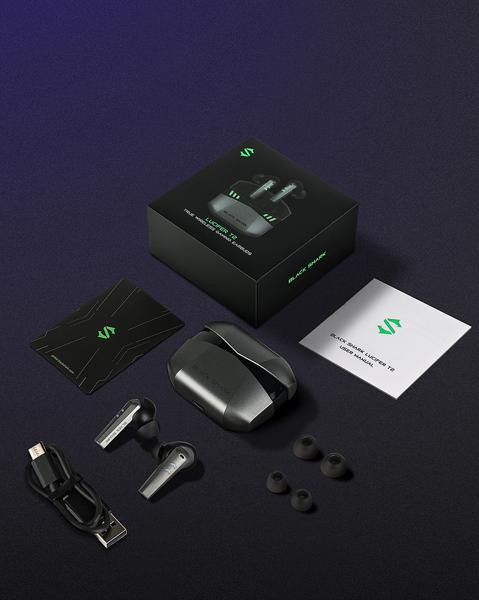 LUCIFER T2
TRUE WIRELESS GAMING EARBUDS
BLACK SHARK
BLACK SHARK LUCIFER T2
USER MANUAL